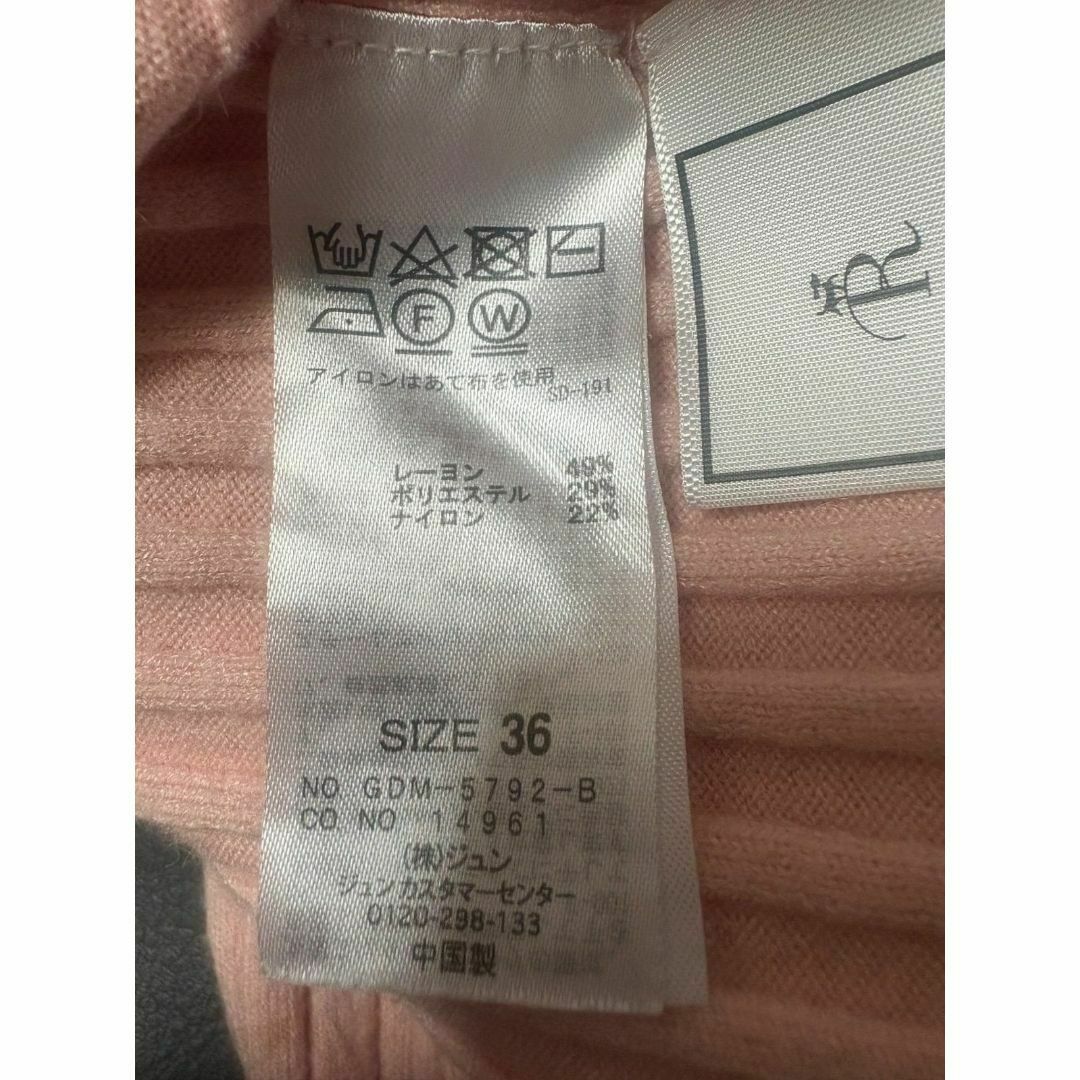 F W
アイロンはあて布を使用
SD-191
レーヨン 49%
ポリエステル 29%
ナイロン 22%
SIZE 36
NO GDM-5792-B
CO. NO 14961
(株)ジュン
ジュンカスタマーセンター
0120-298-133
中国製
R